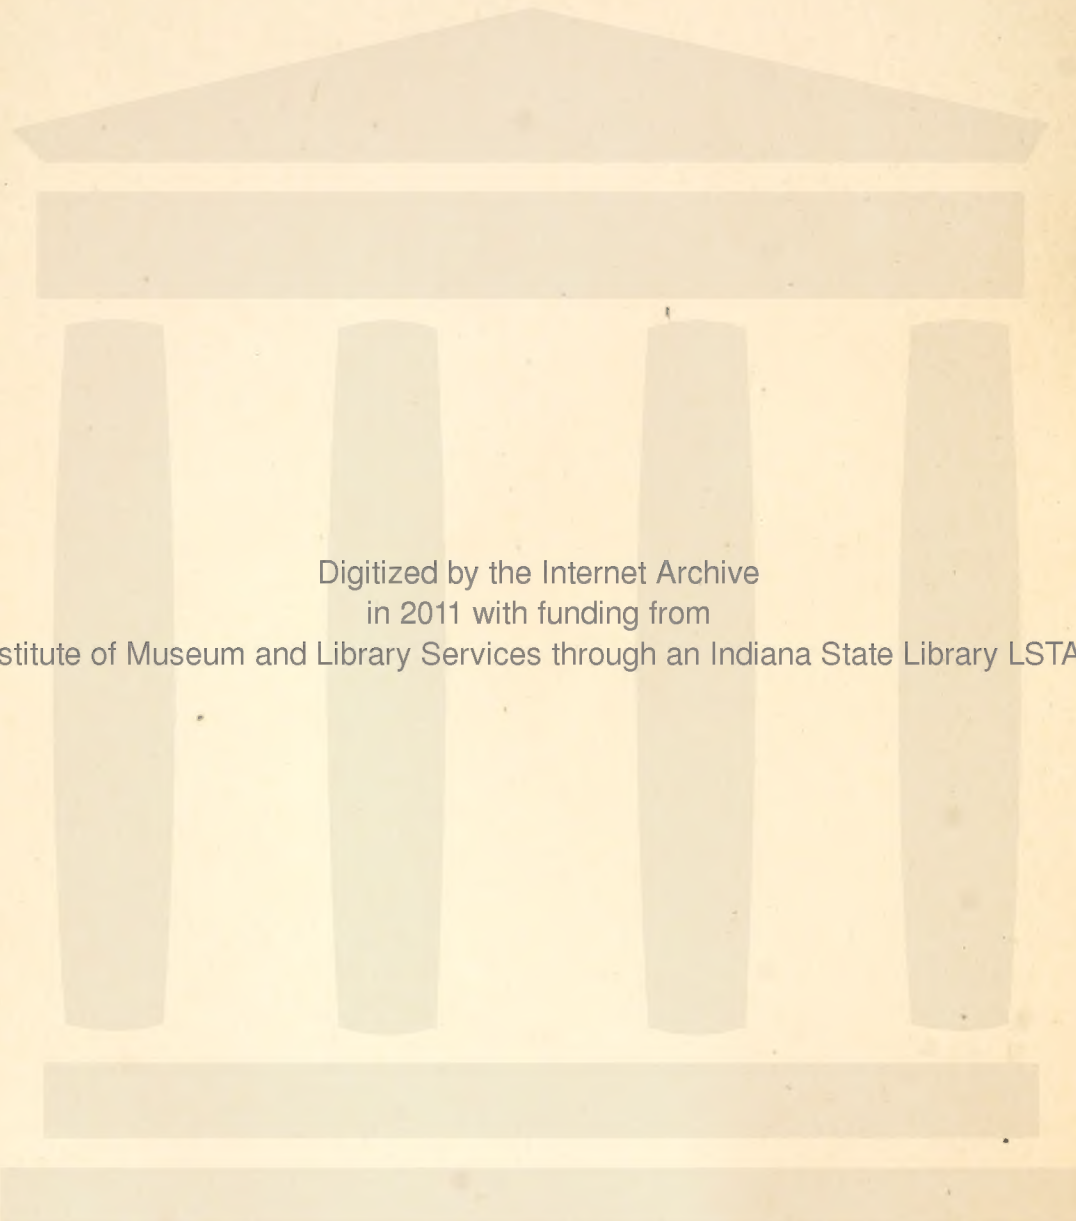 Digitized by the Internet Archive
in 2011 with funding from
stitute of Museum and Library Services through an Indiana State Library LSTA